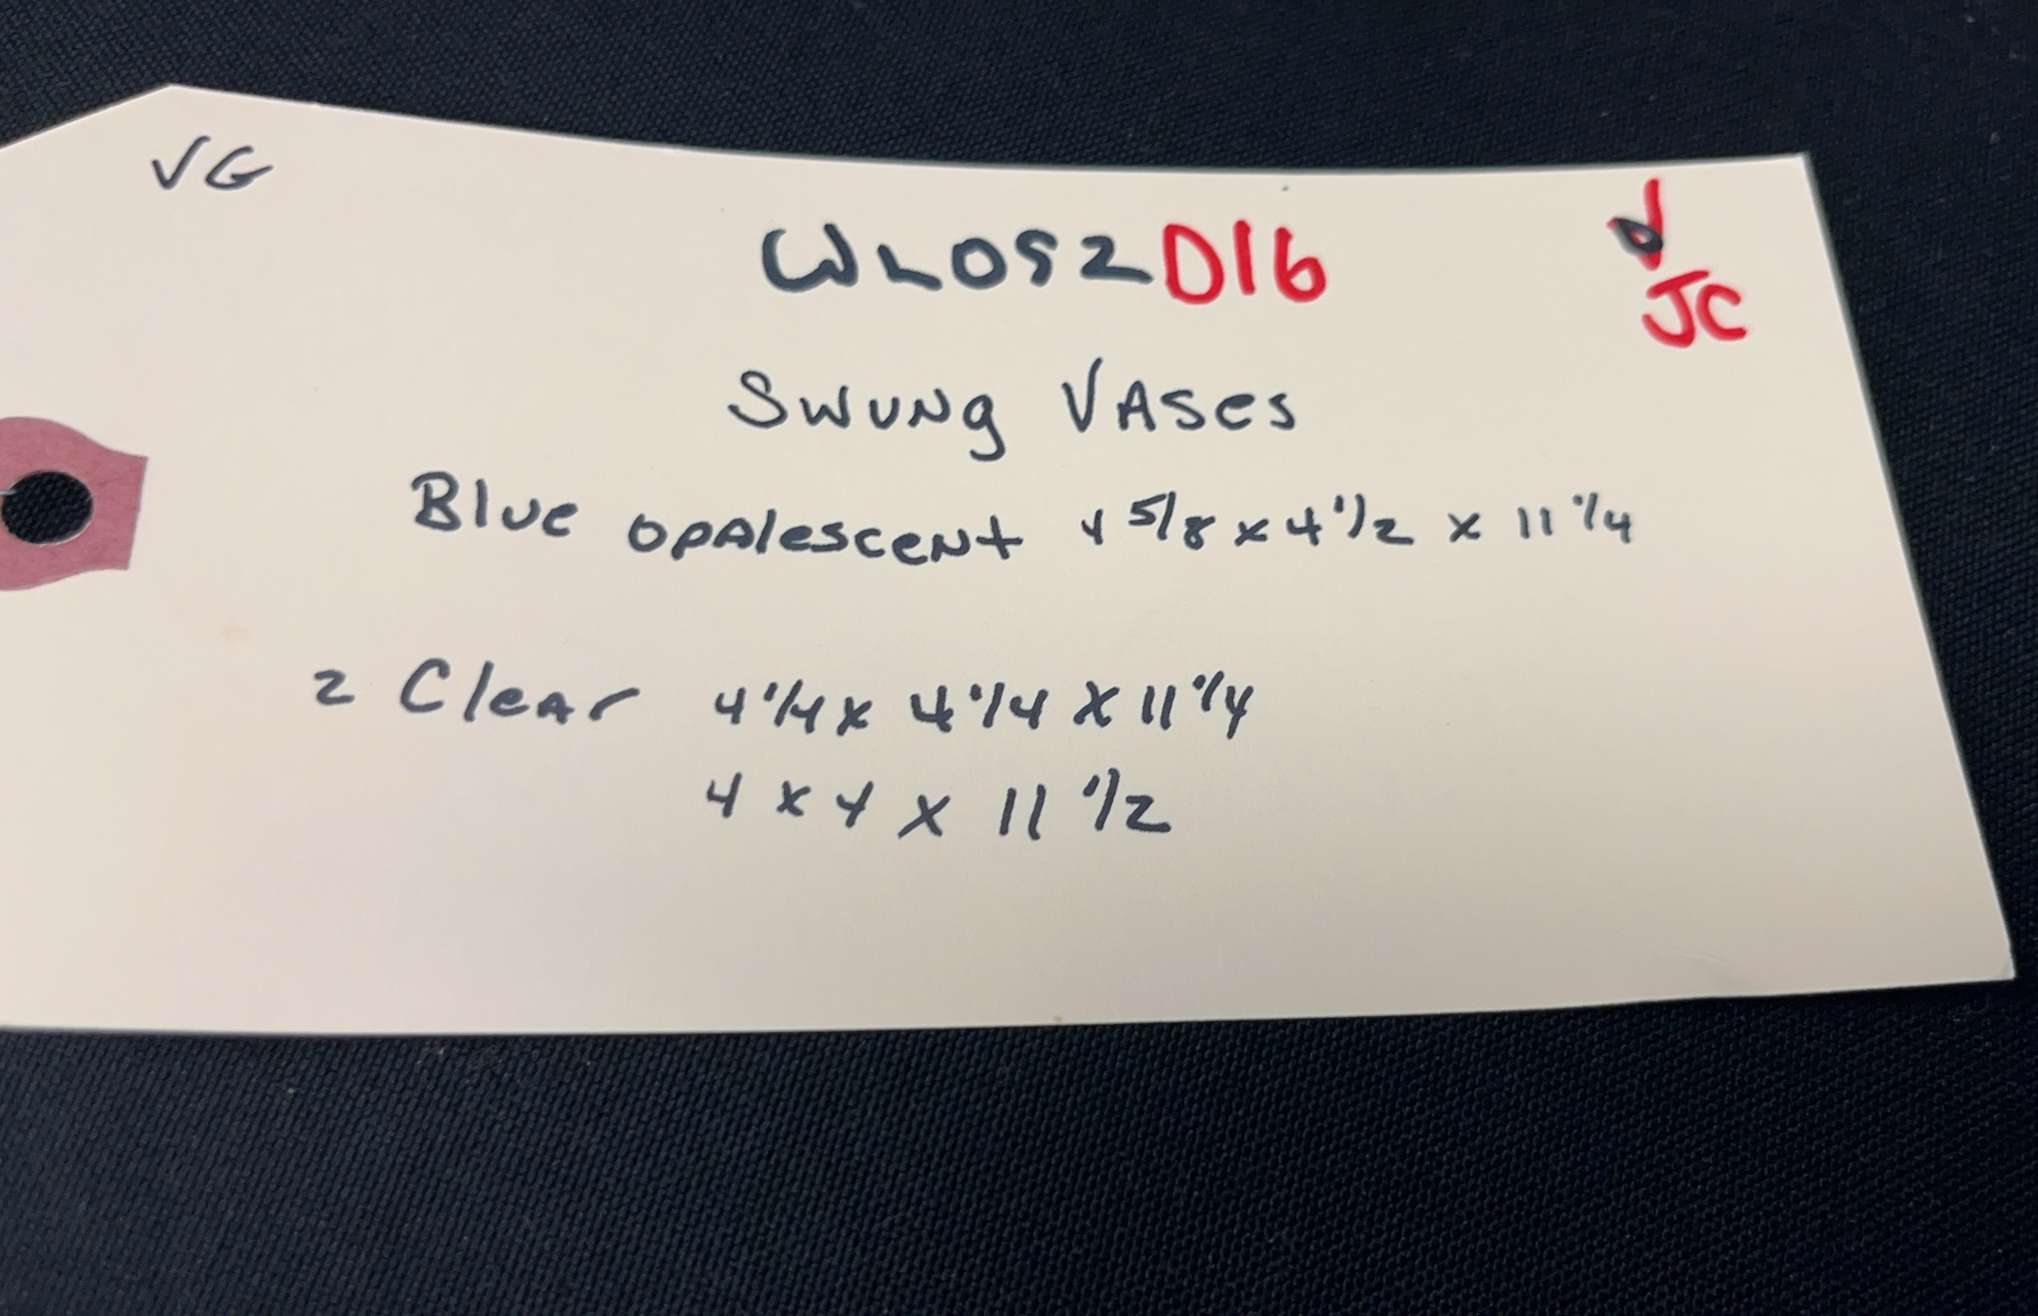 VG
WL052016
JC
Swung Vases
Blue opalescent 4 5/8 x 4 1/2 x 11 1/4
2 Clear 4 1/4 x 4 1/4 x 11 1/4
4 x 4 x 11 1/2